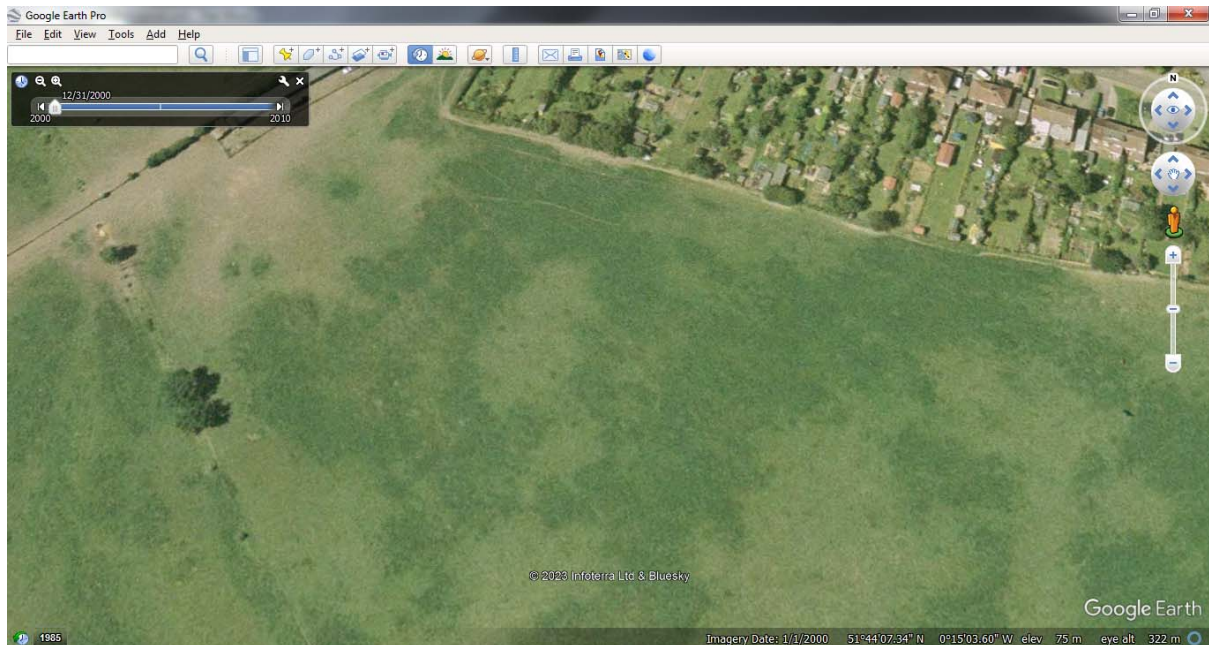 Google Earth Pro
File Edit View Tools Add Help
12/31/2000
2000 2010
N
© 2023 Infoterra Ltd & Bluesky
Google Earth
1985 Imagery Date: 1/1/2000 51°44'07.34" N 0°15'03.60" W elev 75 m eye alt 322 m